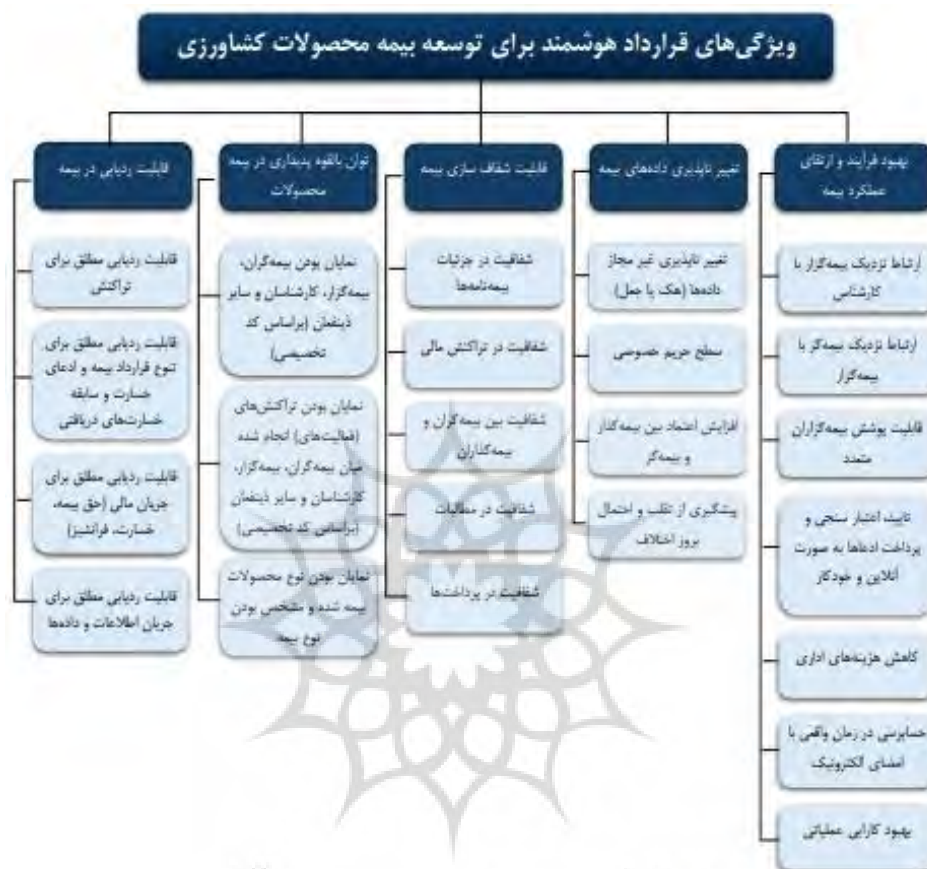 ویژگی‌های قرارداد هوشمند برای توسعه بیمه محصولات کشاورزی
بهبود فرآیند و ارتقای
عملکرد بیمه
ارتباط نزدیک بیمه‌گزار با
کارشناس
ارتباط نزدیک بیمه‌گر با
بیمه‌گزار
قابلیت پوشش بیمه‌گزاران
متعدد
تایید، اعتبار سنجی و
پرداخت ادعاها به صورت
آنلاین و خودکار
کاهش هزینه‌های اداری
حسابرسی در زمان واقعی با
امضای الکترونیک
بهبود کارایی عملیاتی
تغییر ناپذیری داده‌های بیمه
تغییر ناپذیری غیر مجاز
داده‌ها (هک یا جعل)
سطح حریم خصوصی
افزایش اعتماد بین بیمه‌گذار
و بیمه‌گر
پیشگیری از تقلب و احتمال
بروز اختلاف
قابلیت شفاف سازی بیمه
شفافیت در جزئیات
بیمه‌نامه‌ها
شفافیت در تراکنش مالی
شفافیت بین بیمه‌گران و
بیمه‌گذاران
شفافیت در مطالبات
شفافیت در پرداخت‌ها
توان بالقوه پدیداری در بیمه
محصولات
نمایان بودن بیمه‌گران،
بیمه‌گزار، کارشناسان و سایر
ذینفعان (براساس کد
تخصیصی)
نمایان بودن تراکنش‌های
(فعالیت‌های) انجام شده
میان بیمه‌گران، بیمه‌گزار،
کارشناسان و سایر ذینفعان
(براساس کد تخصیصی)
نمایان بودن نوع محصولات
بیمه شده و مشخص بودن
نوع بیمه
قابلیت ردیابی در بیمه
قابلیت ردیابی مطلق برای
تراکنش
قابلیت ردیابی مطلق برای
تنوع قرارداد بیمه و ادعای
خسارت و سابقه
خسارت‌های دریافتی
قابلیت ردیابی مطلق برای
جریان مالی (حق بیمه،
خسارت، فرانشیز)
قابلیت ردیابی مطلق برای
جریان اطلاعات و داده‌ها